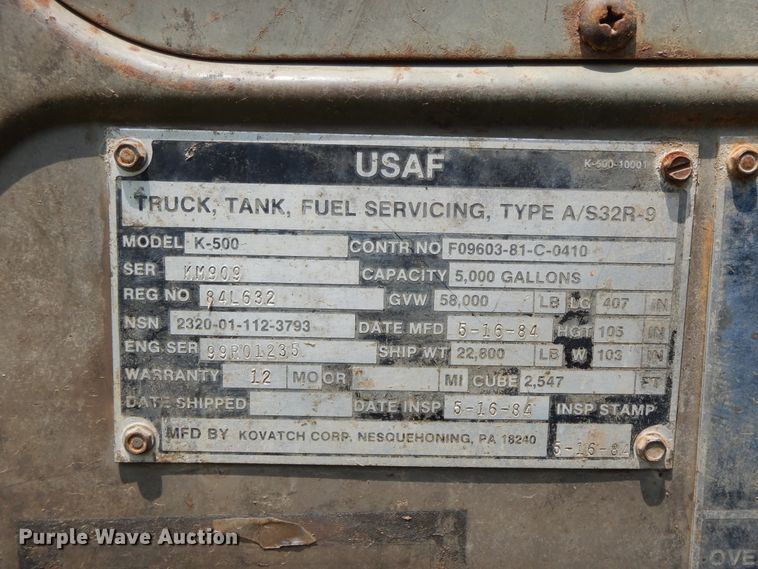 USAF K-500-10001
TRUCK, TANK, FUEL SERVICING, TYPE A/S32R-9
MODEL K-500 CONTR NO F09603-81-C-0410
SER KM909 CAPACITY 5,000 GALLONS
REG NO 84L632 GVW 58,000 LB LG 407 IN
NSN 2320-01-112-3793 DATE MFD 5-16-84 HGT 105 IN
ENG SER 99R01235 SHIP WT 22,800 LB W 103 IN
WARRANTY 12 MO OR MI CUBE 2,547 FT
DATE SHIPPED DATE INSP 5-16-84 INSP STAMP
MFD BY KOVATCH CORP. NESQUEHONING, PA 18240 5-16-84
Purple Wave Auction
OVE